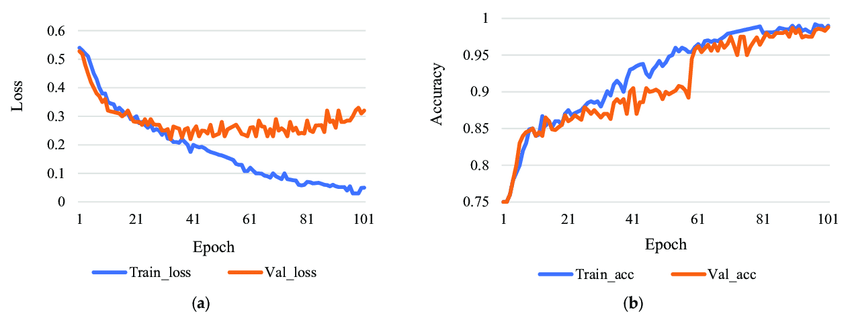 0.6
0.5
0.4
0.3
0.2
0.1
0
Loss
1 21 41 61 81 101
Epoch
Train_loss Val_loss
(a)
1
0.95
0.9
0.85
0.8
0.75
Accuracy
1 21 41 61 81 101
Epoch
Train_acc Val_acc
(b)